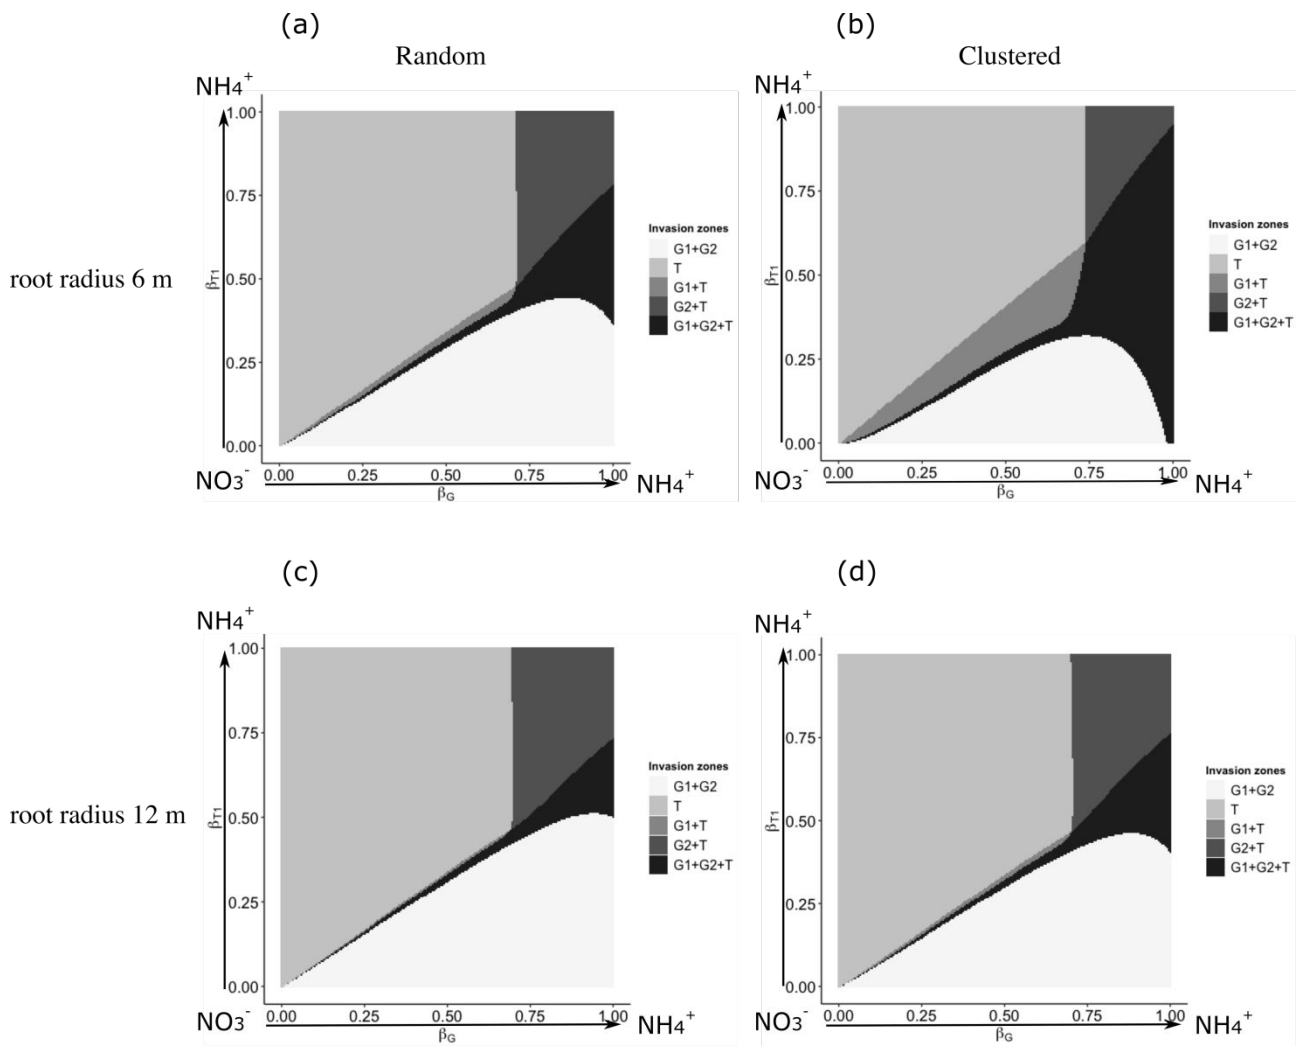 (a)
Random
(b)
Clustered
root radius 6 m
NH4+
1.00
0.75
0.50
0.25
0.00
βT1
NO3-
0.00 0.25 0.50 0.75 1.00
βG
NH4+
Invasion zones
G1+G2
T
G1+T
G2+T
G1+G2+T
NH4+
1.00
0.75
0.50
0.25
0.00
βT1
NO3-
0.00 0.25 0.50 0.75 1.00
βG
NH4+
Invasion zones
G1+G2
T
G1+T
G2+T
G1+G2+T
(c)
(d)
root radius 12 m
NH4+
1.00
0.75
0.50
0.25
0.00
βT1
NO3-
0.00 0.25 0.50 0.75 1.00
βG
NH4+
Invasion zones
G1+G2
T
G1+T
G2+T
G1+G2+T
NH4+
1.00
0.75
0.50
0.25
0.00
βT1
NO3-
0.00 0.25 0.50 0.75 1.00
βG
NH4+
Invasion zones
G1+G2
T
G1+T
G2+T
G1+G2+T